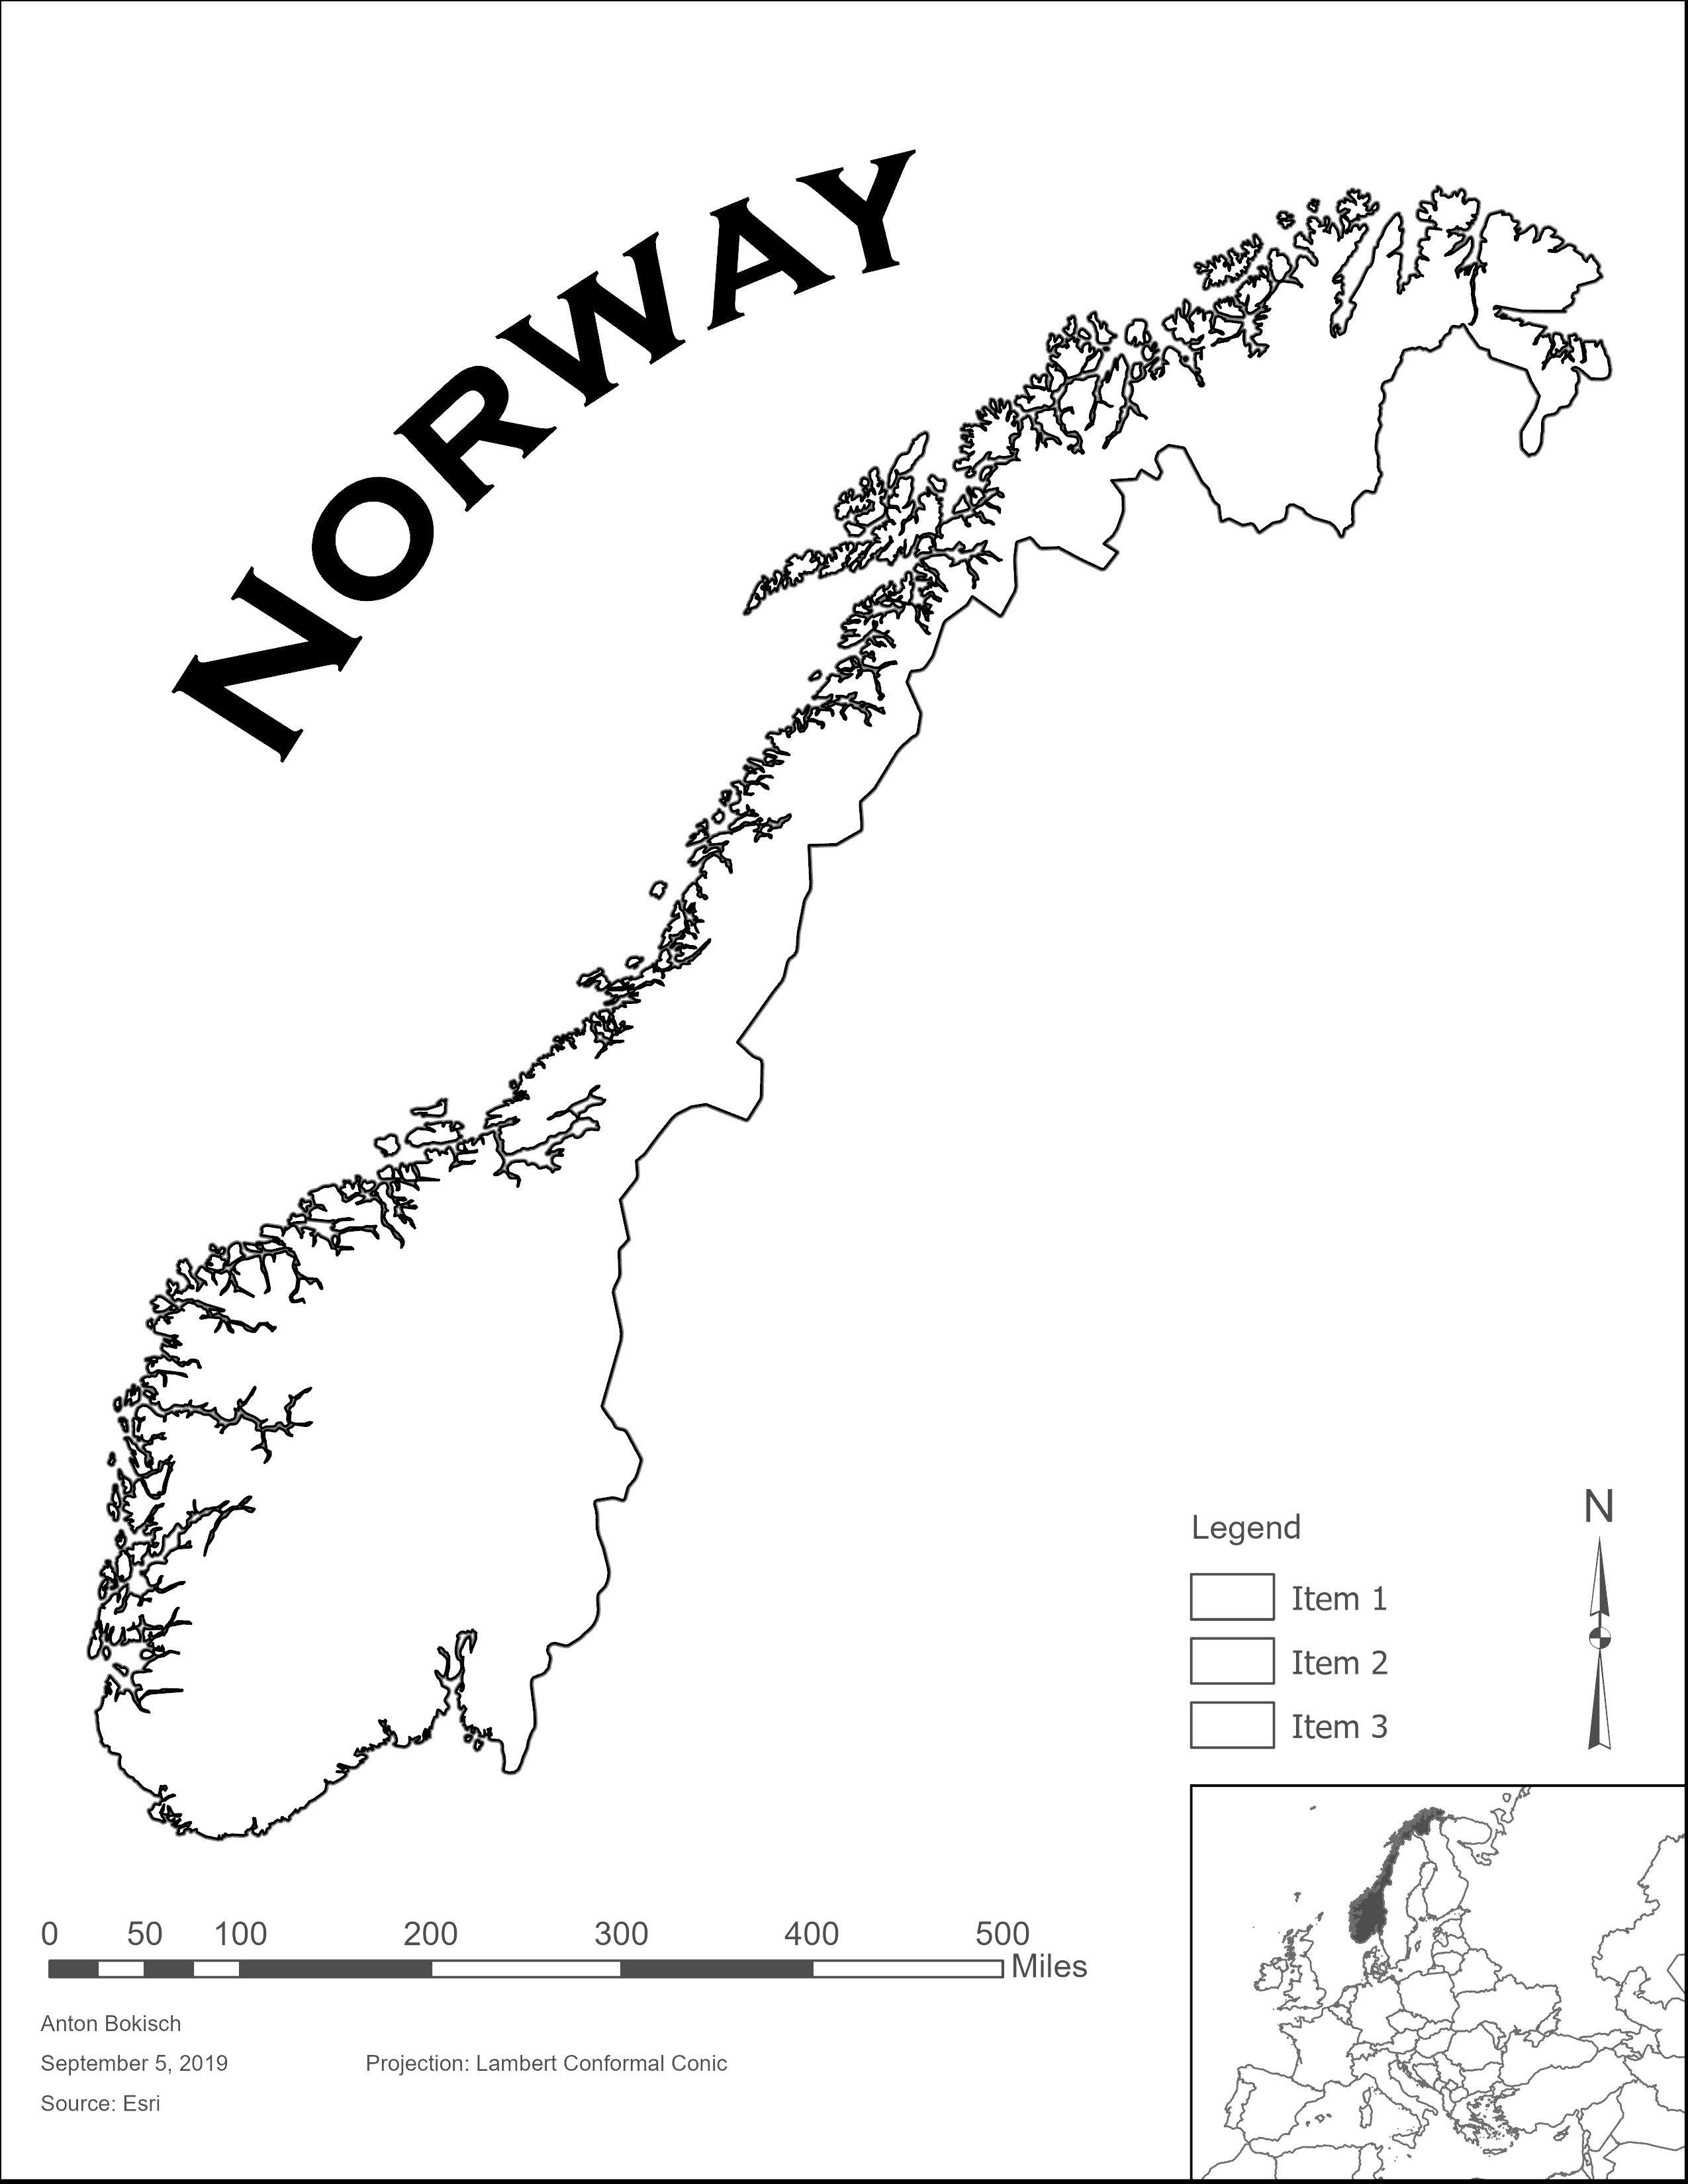 NORWAY
Legend
N
Item 1
Item 2
Item 3
0 50 100 200 300 400 500
Miles
Anton Bokisch
September 5, 2019 Projection: Lambert Conformal Conic
Source: Esri